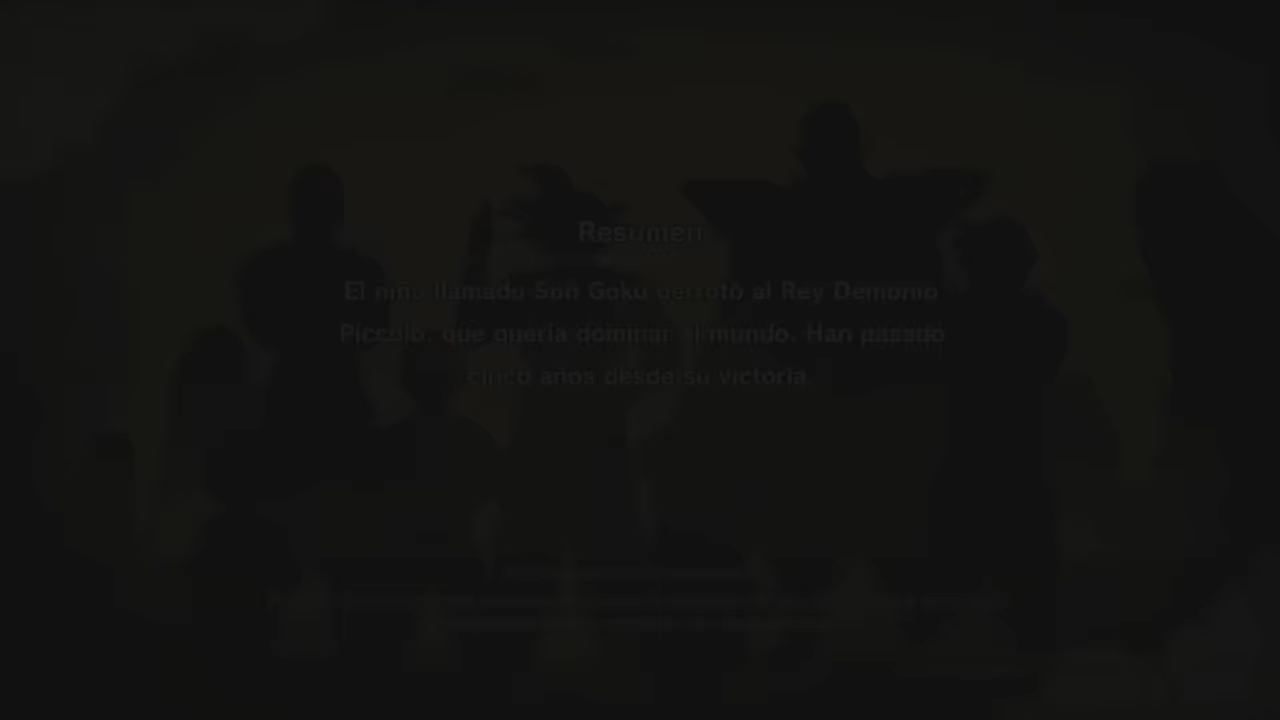 Resumen
El niño llamado Son Goku derrotó al Rey Demonio
Piccolo, que quería dominar el mundo. Han pasado
cinco años desde su victoria.